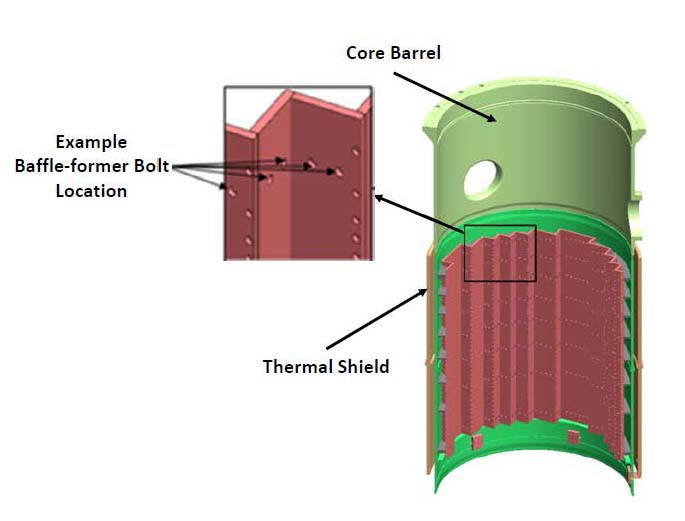 Core Barrel
Example
Baffle-former Bolt
Location
Thermal Shield